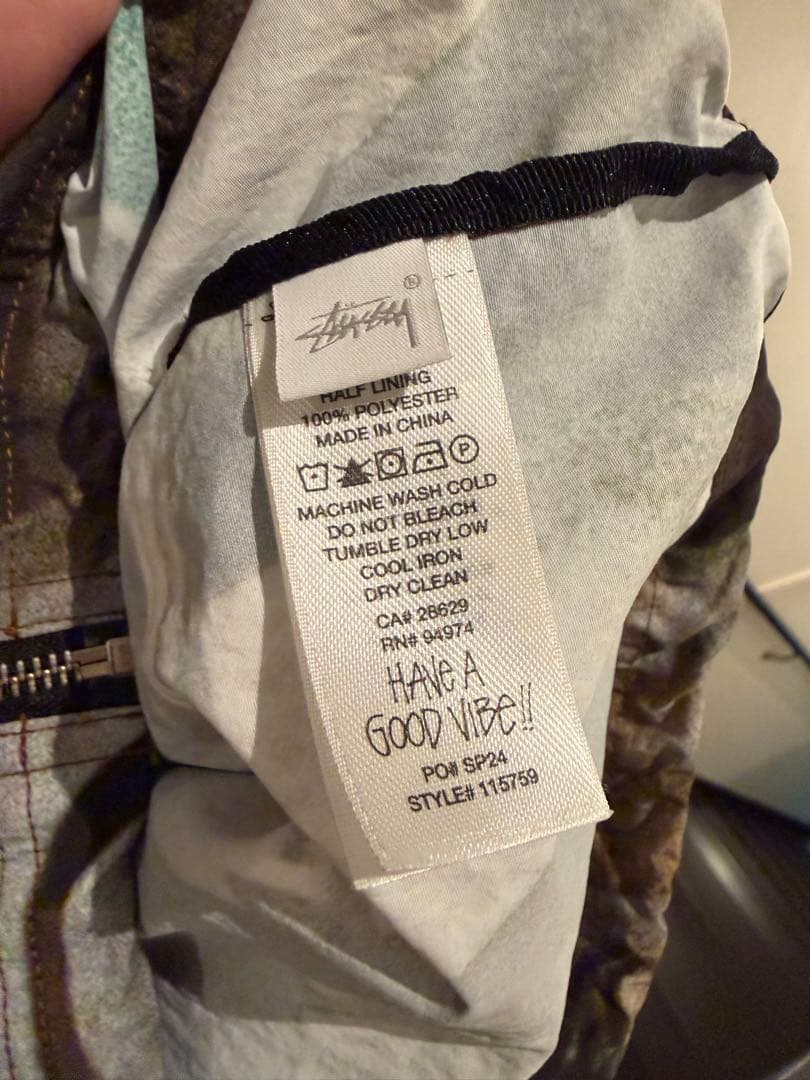 Stüssy ®
HALF LINING
100% POLYESTER
MADE IN CHINA
P
MACHINE WASH COLD
DO NOT BLEACH
TUMBLE DRY LOW
COOL IRON
DRY CLEAN
CA# 28629
RN# 94974
HAVE A
GOOD VIBE!!
PO# SP24
STYLE# 115759